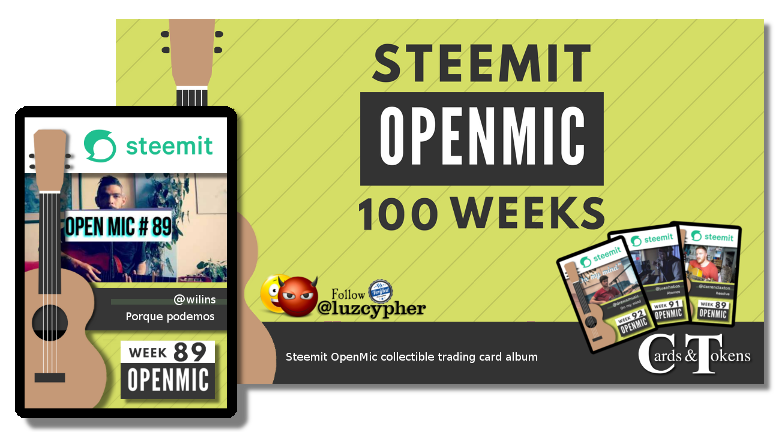 STEEMIT
OPENMIC
100 WEEKS
steemit
OPEN MIC # 89
@wilins
Porque podemos
WEEK 89
OPENMIC
Follow
@luzcypher
Steemit OpenMic collectible trading card album
steemit
WEEK 92
OPENMIC
steemit
WEEK 91
OPENMIC
steemit
WEEK 89
OPENMIC
Cards & Tokens